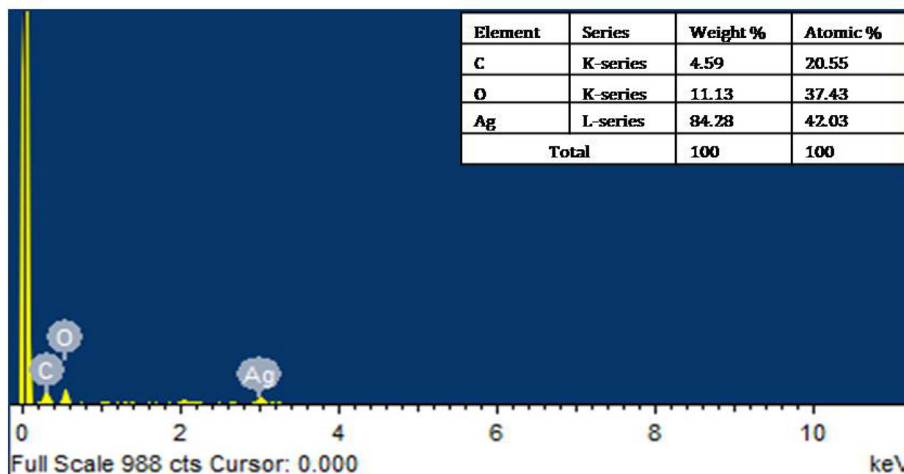 Element Series Weight % Atomic %
C K-series 4.59 20.55
O K-series 11.13 37.43
Ag L-series 84.28 42.03
Total 100 100
O
C
Ag
0 2 4 6 8 10
Full Scale 988 cts Cursor: 0.000 keV